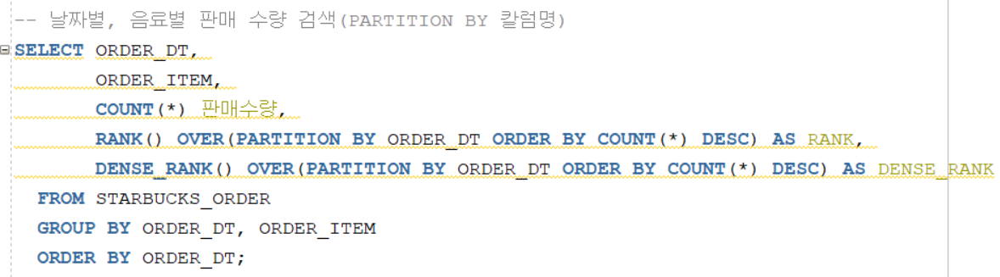 -- 날짜별, 음료별 판매 수량 검색(PARTITION BY 칼럼명)
SELECT ORDER_DT,
ORDER_ITEM,
COUNT(*) 판매수량,
RANK() OVER(PARTITION BY ORDER_DT ORDER BY COUNT(*) DESC) AS RANK,
DENSE_RANK() OVER(PARTITION BY ORDER_DT ORDER BY COUNT(*) DESC) AS DENSE_RANK
FROM STARBUCKS_ORDER
GROUP BY ORDER_DT, ORDER_ITEM
ORDER BY ORDER_DT;